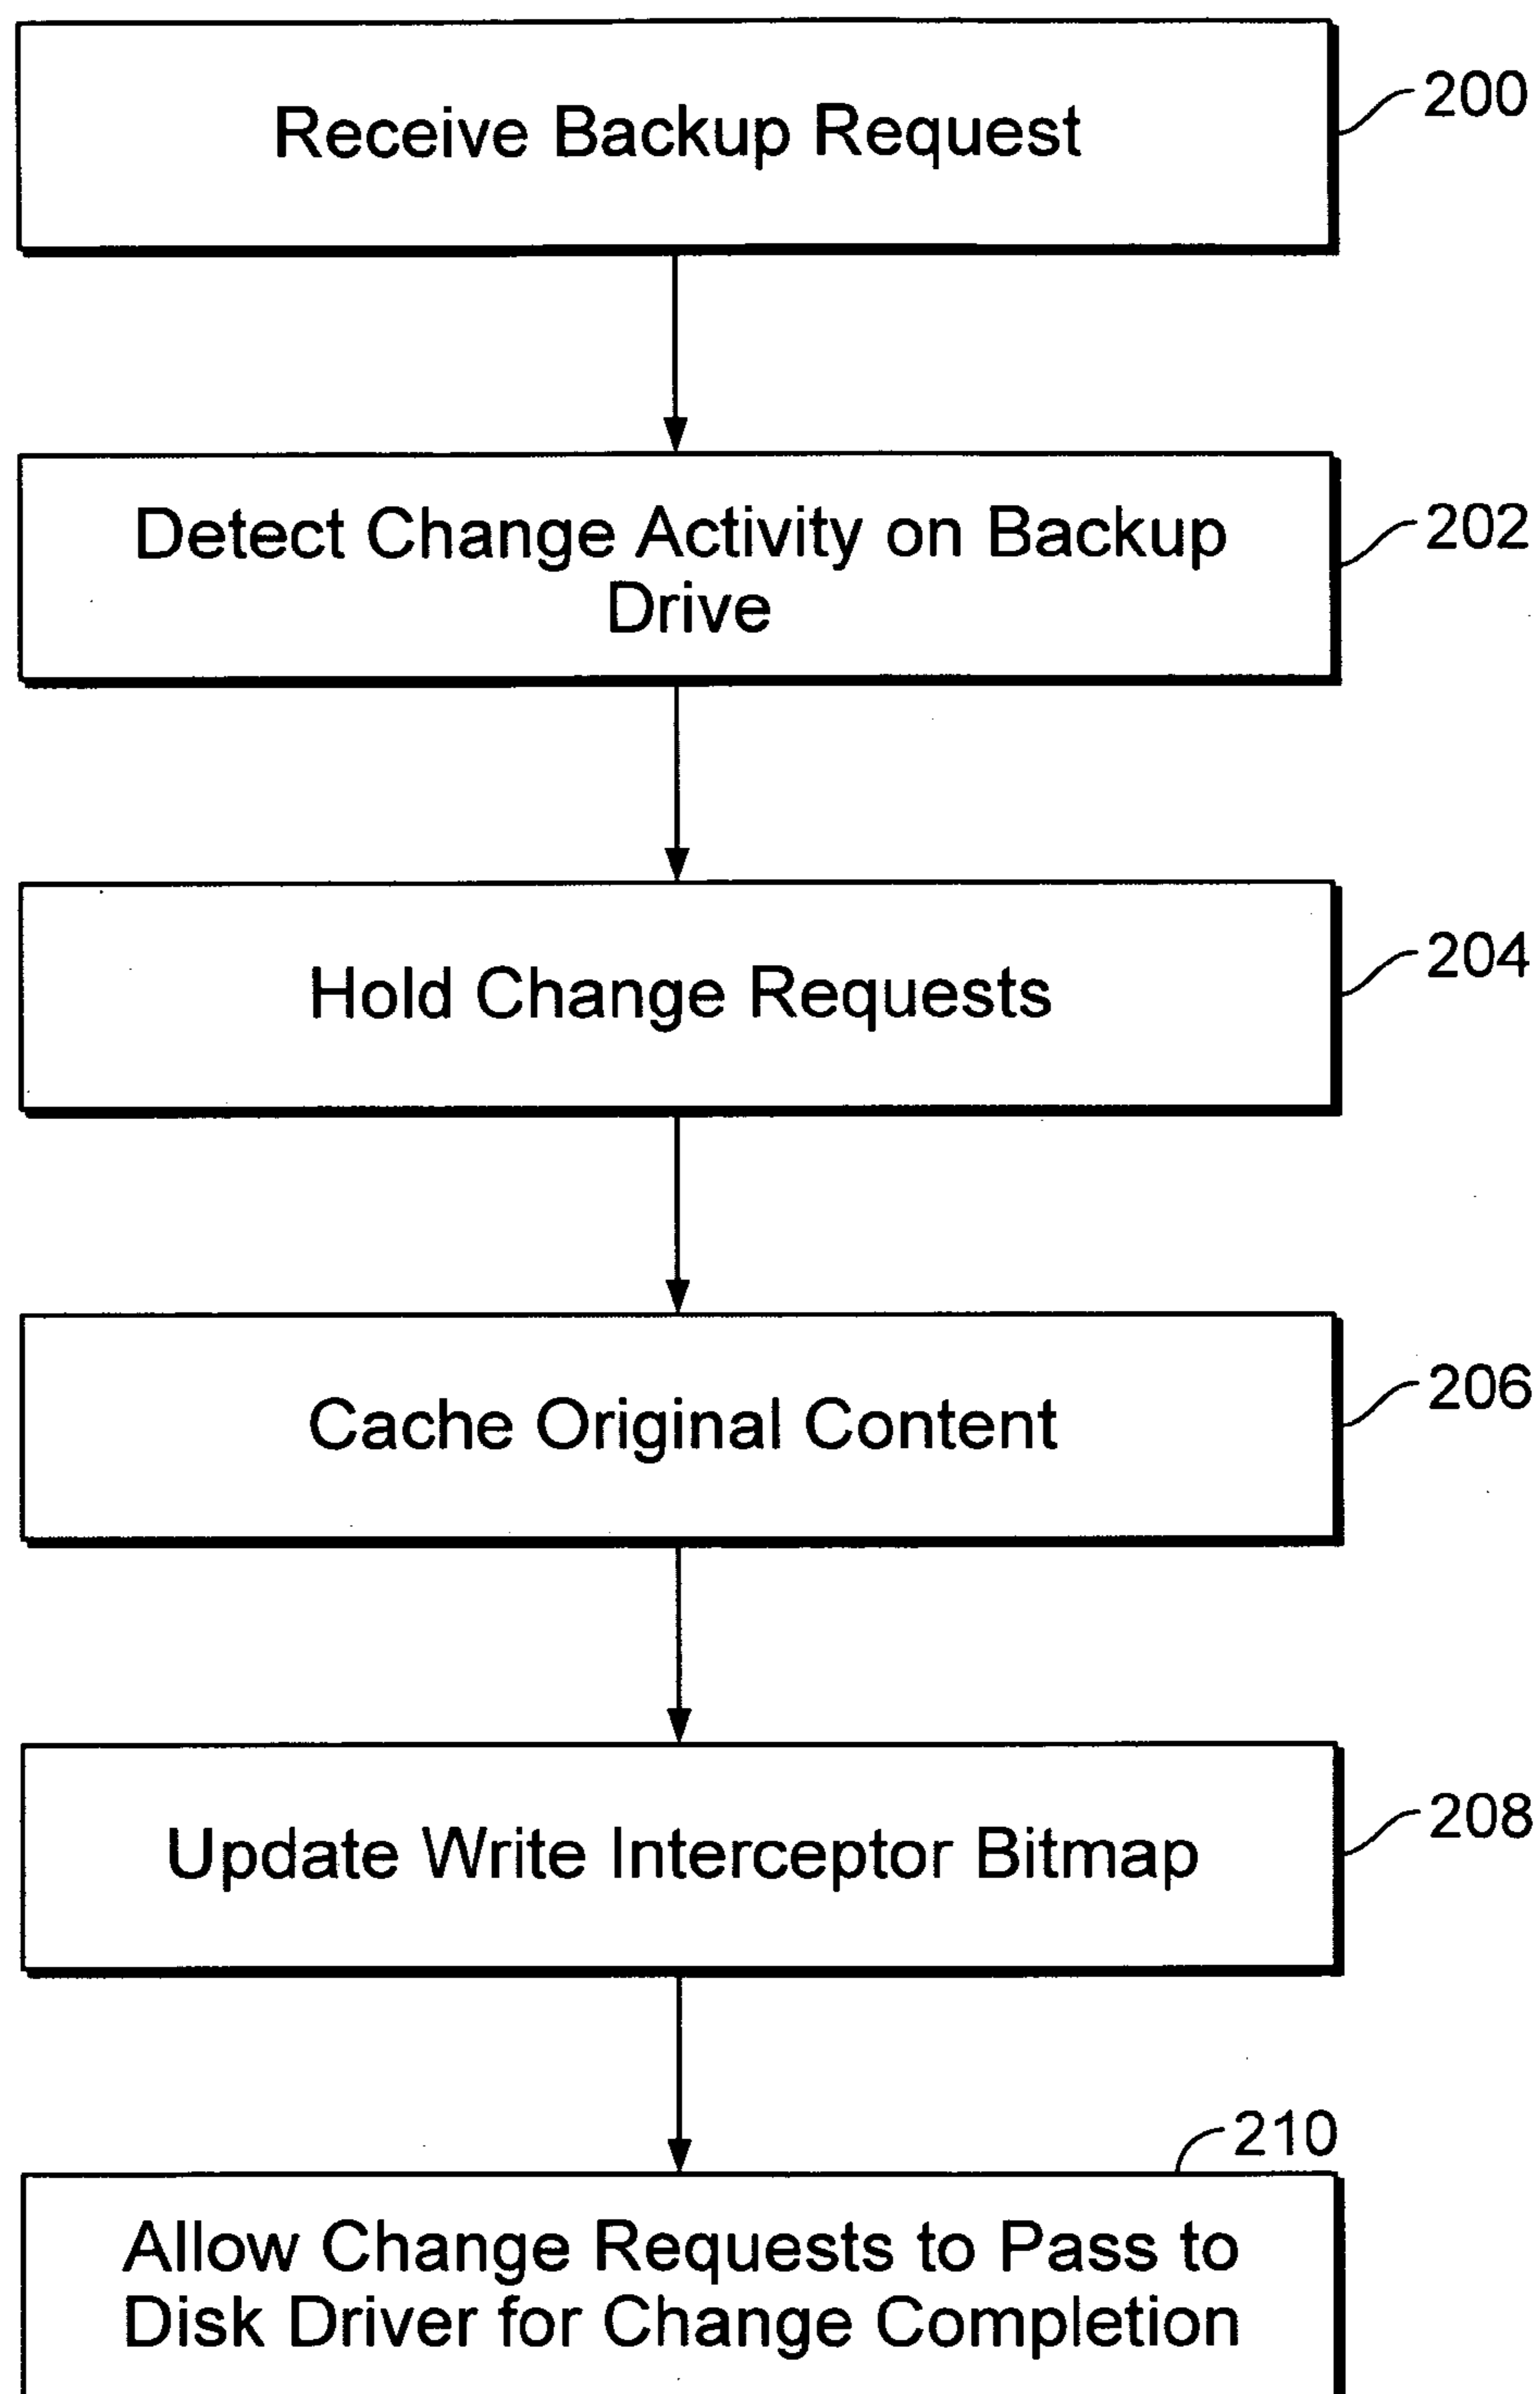 Receive Backup Request
200
Detect Change Activity on Backup
Drive
202
Hold Change Requests
204
Cache Original Content
206
Update Write Interceptor Bitmap
208
210
Allow Change Requests to Pass to
Disk Driver for Change Completion